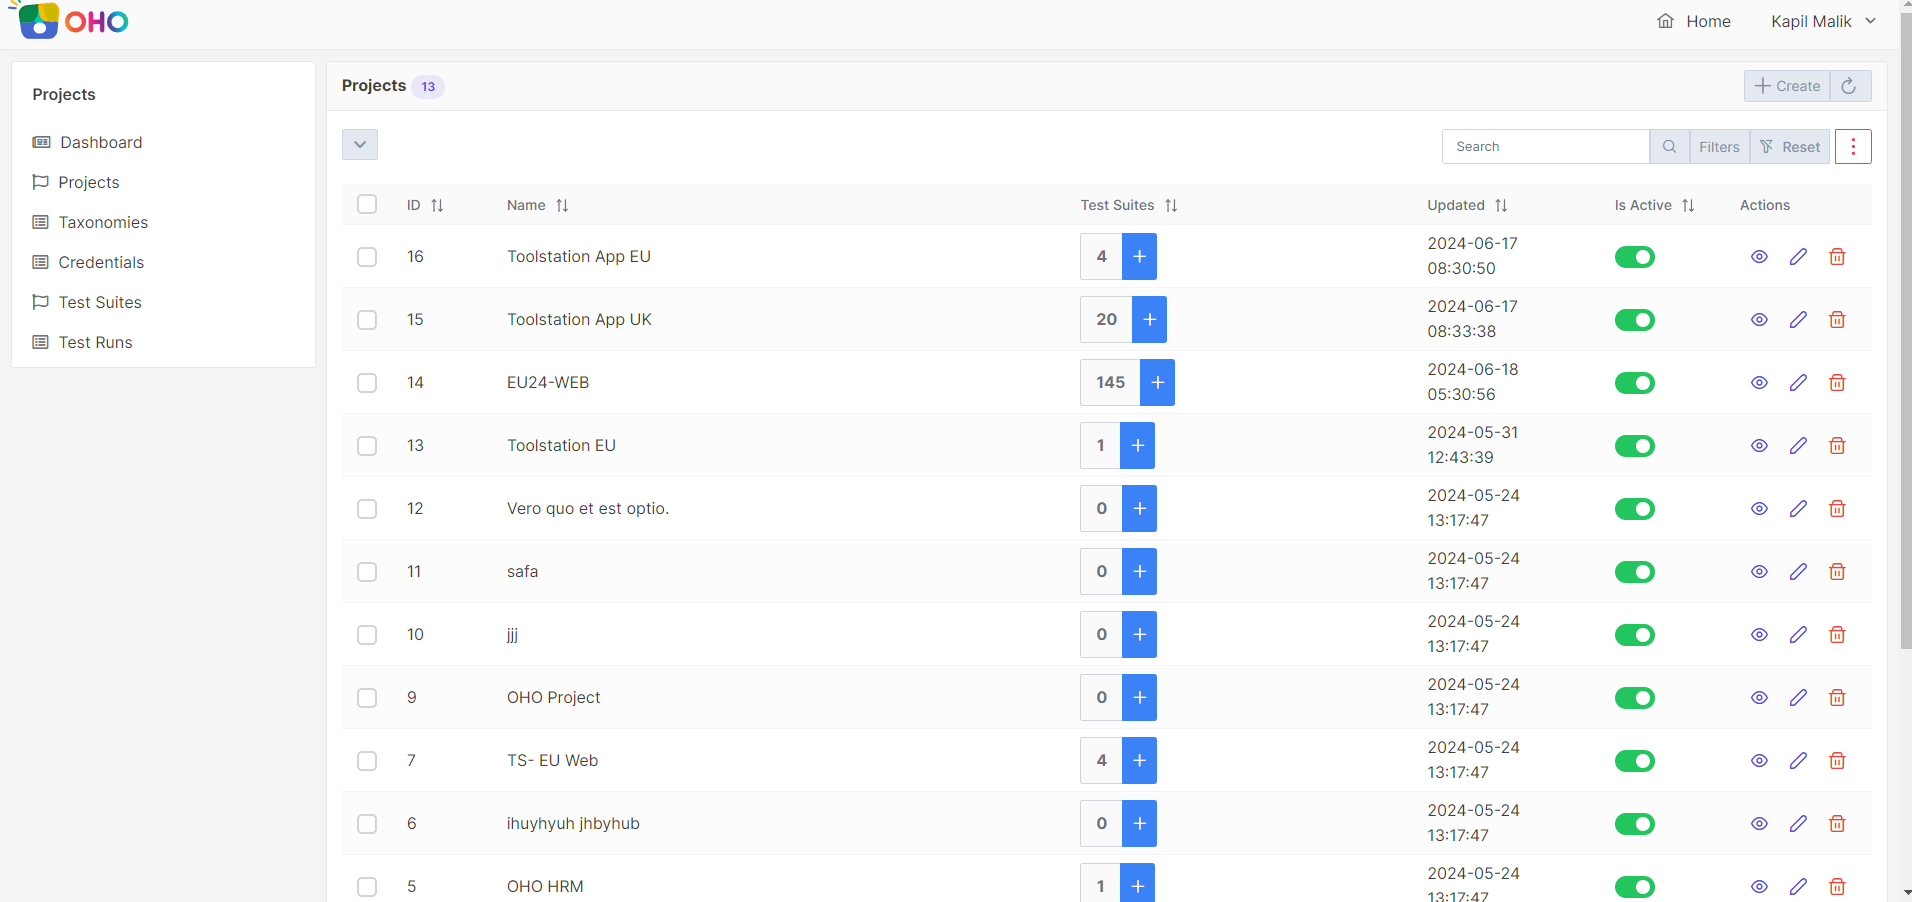 OHO
Home
Kapil Malik
Projects
Dashboard
Projects
Taxonomies
Credentials
Test Suites
Test Runs
Projects 13
Create
Search
Filters
Reset
ID Name Test Suites Updated Is Active Actions
16 Toolstation App EU 4 + 2024-06-17
08:30:50
15 Toolstation App UK 20 + 2024-06-17
08:33:38
14 EU24-WEB 145 + 2024-06-18
05:30:56
13 Toolstation EU 1 + 2024-05-31
12:43:39
12 Vero quo et est optio. 0 + 2024-05-24
13:17:47
11 safa 0 + 2024-05-24
13:17:47
10 jjj 0 + 2024-05-24
13:17:47
9 OHO Project 0 + 2024-05-24
13:17:47
7 TS- EU Web 4 + 2024-05-24
13:17:47
6 ihuyhyuh jhbyhub 0 + 2024-05-24
13:17:47
5 OHO HRM 1 + 2024-05-24
13:17:47